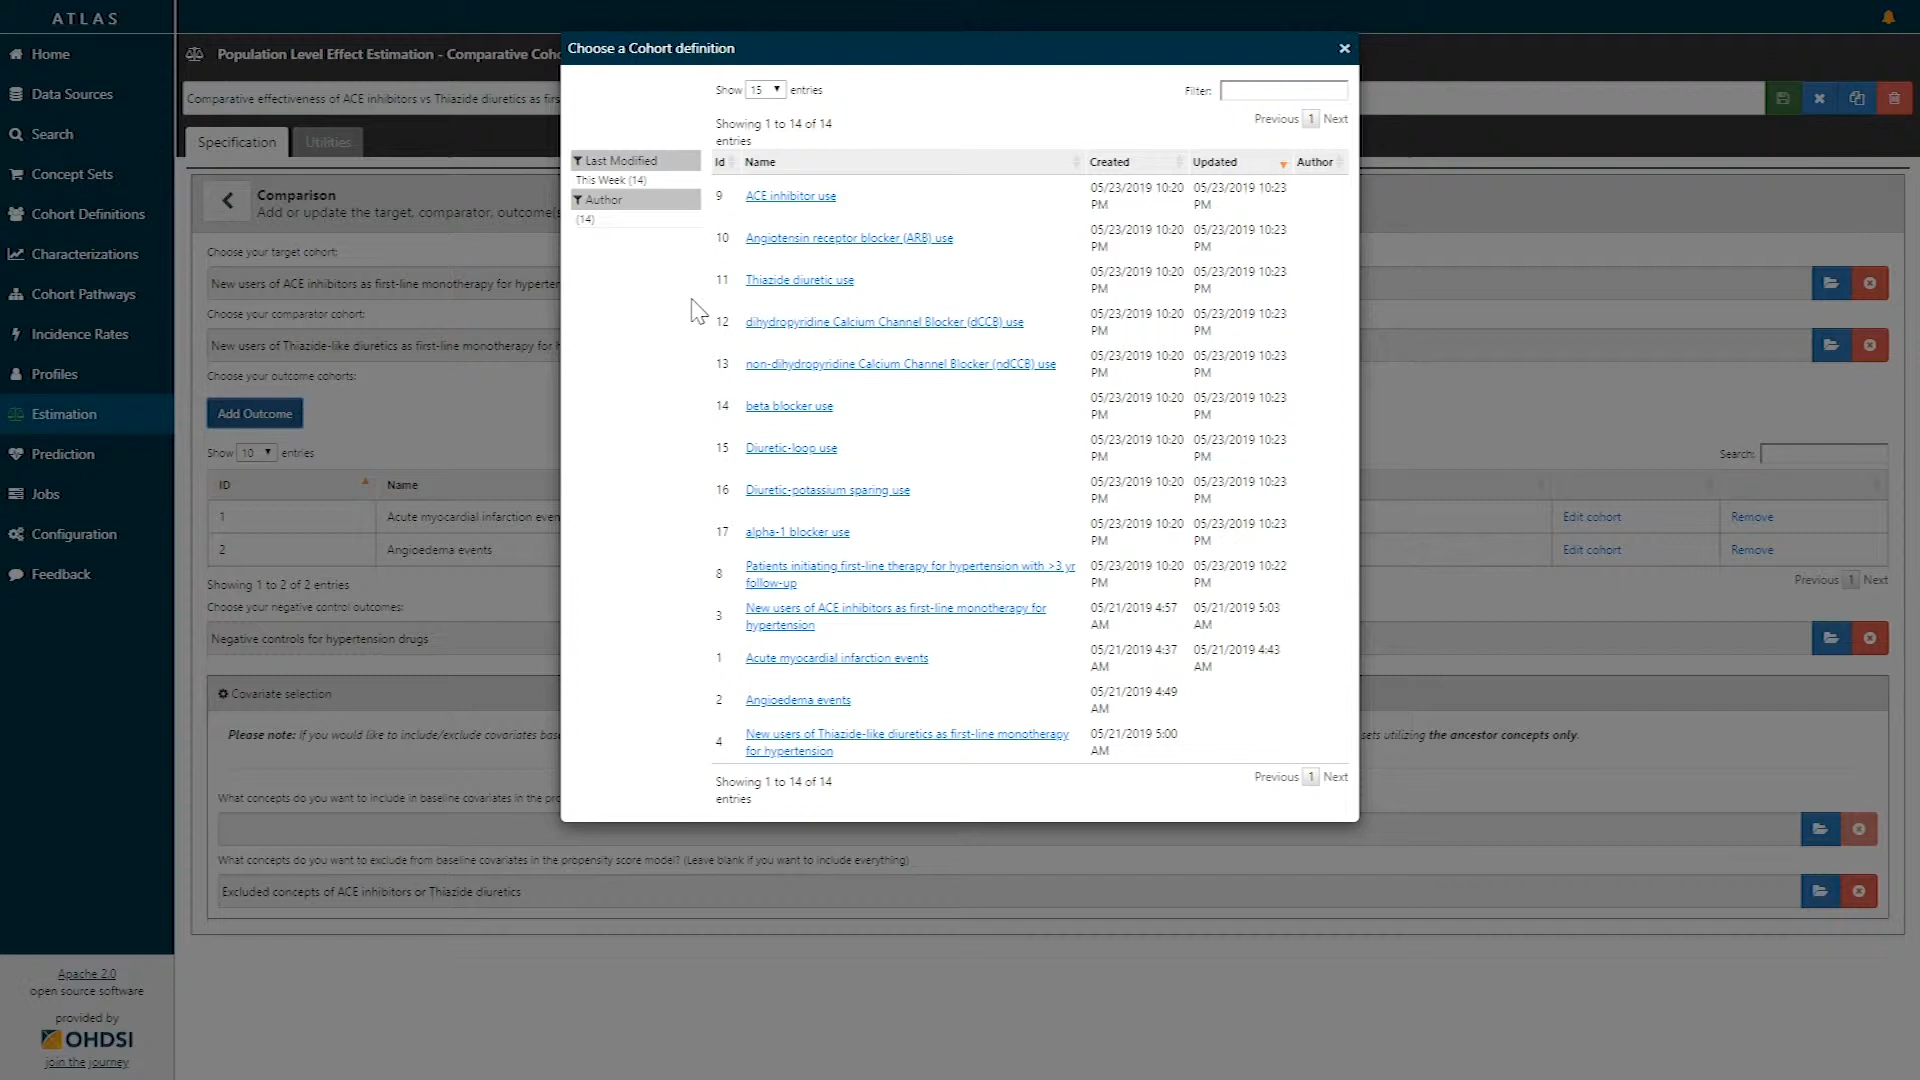 ATLAS
Home
Data Sources
Search
Concept Sets
Cohort Definitions
Characterizations
Cohort Pathways
Incidence Rates
Profiles
Estimation
Prediction
Jobs
Configuration
Feedback
Apache 2.0
open source software
provided by
OHDSI
join the journey
Population Level Effect Estimation - Comparative Coh
Comparative effectiveness of ACE inhibitors vs Thiazide diuretics as firs
Specification
Utilities
Comparison
Add or update the target, comparator, outcome(s
Choose your target cohort:
New users of ACE inhibitors as first-line monotherapy for hyperten
Choose your comparator cohort:
New users of Thiazide-like diuretics as first-line monotherapy for h
Choose your outcome cohorts:
Add Outcome
Show 10 entries
Search:
ID Name
1 Acute myocardial infarction even Edit cohort Remove
2 Angioedema events Edit cohort Remove
Showing 1 to 2 of 2 entries
Previous 1 Next
Choose your negative control outcomes:
Negative controls for hypertension drugs
Covariate selection
Please note: If you would like to include/exclude covariates bas
sets utilizing the ancestor concepts only.
What concepts do you want to include in baseline covariates in the pro
What concepts do you want to exclude from baseline covariates in the propensity score model? (Leave blank if you want to include everything)
Excluded concepts of ACE inhibitors or Thiazide diuretics
Choose a Cohort definition
Show 15 entries
Filter:
Showing 1 to 14 of 14
entries
Previous 1 Next
Last Modified
This Week (14)
Author
(14)
Id Name Created Updated Author
9 ACE inhibitor use 05/23/2019 10:20 PM 05/23/2019 10:23 PM
10 Angiotensin receptor blocker (ARB) use 05/23/2019 10:20 PM 05/23/2019 10:23 PM
11 Thiazide diuretic use 05/23/2019 10:20 PM 05/23/2019 10:23 PM
12 dihydropyridine Calcium Channel Blocker (dCCB) use 05/23/2019 10:20 PM 05/23/2019 10:23 PM
13 non-dihydropyridine Calcium Channel Blocker (ndCCB) use 05/23/2019 10:20 PM 05/23/2019 10:23 PM
14 beta blocker use 05/23/2019 10:20 PM 05/23/2019 10:23 PM
15 Diuretic-loop use 05/23/2019 10:20 PM 05/23/2019 10:23 PM
16 Diuretic-potassium sparing use 05/23/2019 10:20 PM 05/23/2019 10:23 PM
17 alpha-1 blocker use 05/23/2019 10:20 PM 05/23/2019 10:23 PM
8 Patients initiating first-line therapy for hypertension with >3 yr follow-up 05/23/2019 10:20 PM 05/23/2019 10:22 PM
3 New users of ACE inhibitors as first-line monotherapy for hypertension 05/21/2019 4:57 AM 05/21/2019 5:03 AM
1 Acute myocardial infarction events 05/21/2019 4:37 AM 05/21/2019 4:43 AM
2 Angioedema events 05/21/2019 4:49 AM
4 New users of Thiazide-like diuretics as first-line monotherapy for hypertension 05/21/2019 5:00 AM
Showing 1 to 14 of 14
entries
Previous 1 Next